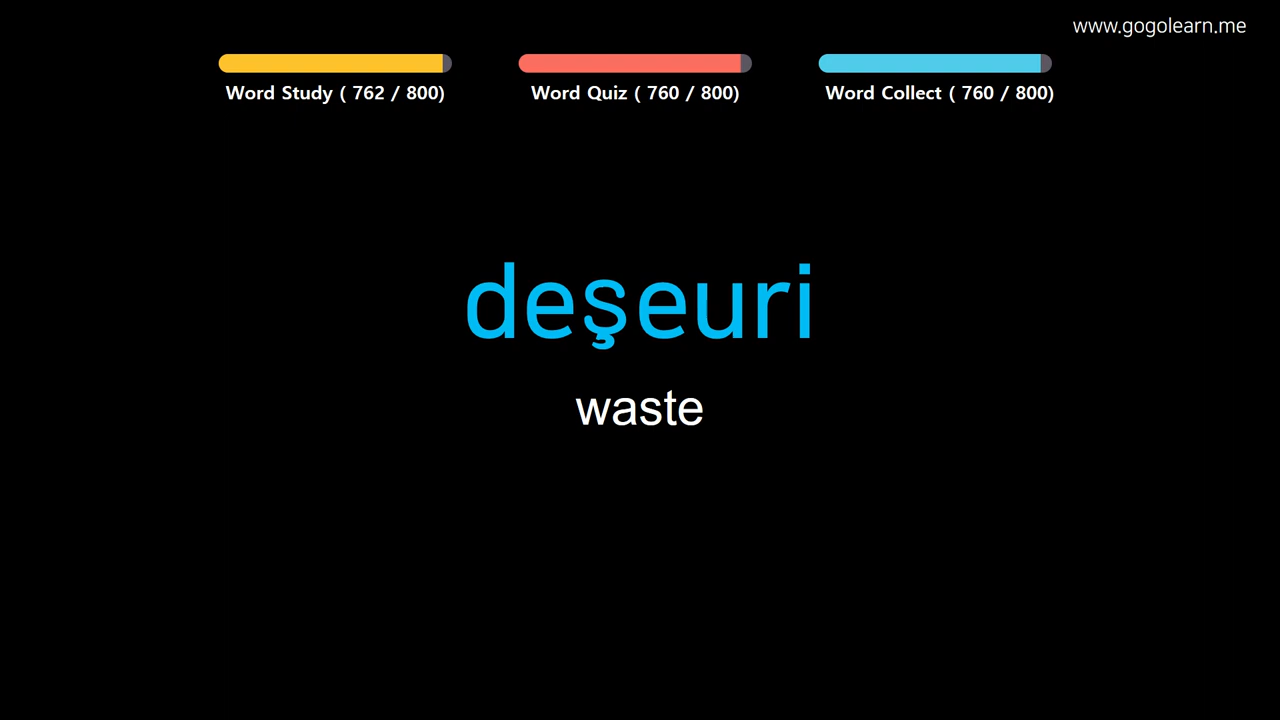 www.gogolearn.me
Word Study ( 762 / 800)
Word Quiz ( 760 / 800)
Word Collect ( 760 / 800)
deşeuri
waste